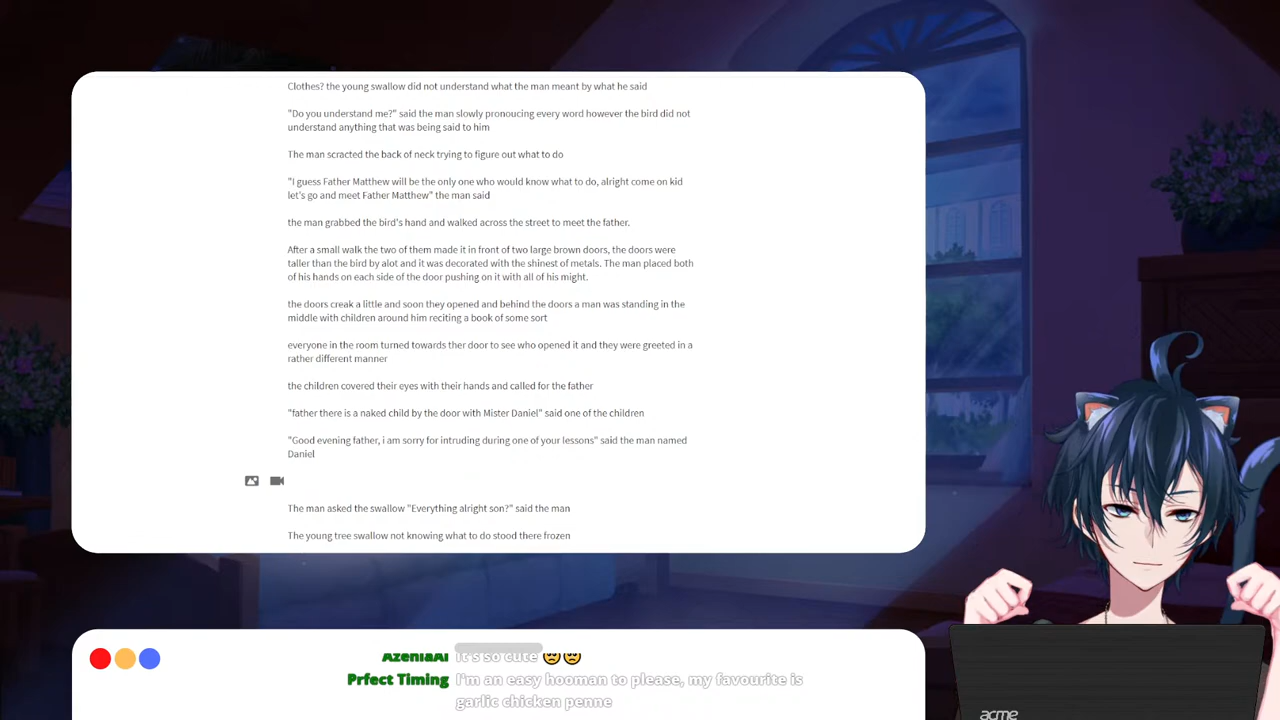 Clothes? the young swallow did not understand what the man meant by what he said
"Do you understand me?" said the man slowly pronoucing every word however the bird did not
understand anything that was being said to him
The man scracted the back of neck trying to figure out what to do
"I guess Father Matthew will be the only one who would know what to do, alright come on kid
let's go and meet Father Matthew" the man said
the man grabbed the bird's hand and walked across the street to meet the father.
After a small walk the two of them made it in front of two large brown doors, the doors were
taller than the bird by alot and it was decorated with the shinest of metals. The man placed both
of his hands on each side of the door pushing on it with all of his might.
the doors creak a little and soon they opened and behind the doors a man was standing in the
middle with children around him reciting a book of some sort
everyone in the room turned towards ther door to see who opened it and they were greeted in a
rather different manner
the children covered their eyes with their hands and called for the father
"father there is a naked child by the door with Mister Daniel" said one of the children
"Good evening father, i am sorry for intruding during one of your lessons" said the man named
Daniel
The man asked the swallow "Everything alright son?" said the man
The young tree swallow not knowing what to do stood there frozen
AzeniaAi It's so cute 😔😔
Prfect Timing I'm an easy hooman to please, my favourite is
garlic chicken penne
acme